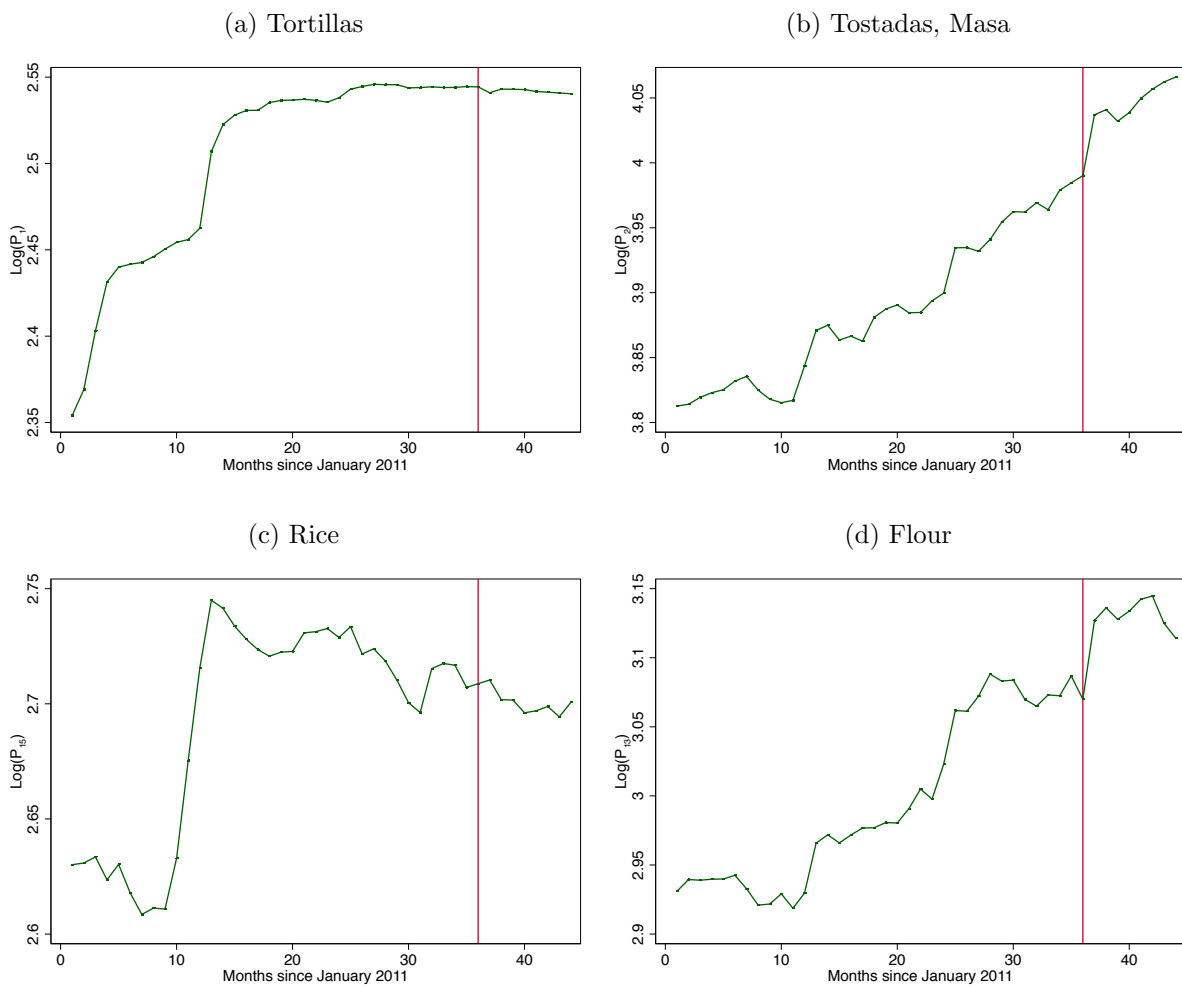 (a) Tortillas
Log(P₁)
2.55
2.5
2.45
2.4
2.35
0 10 20 30 40
Months since January 2011
(b) Tostadas, Masa
Log(P₂)
4.05
4
3.95
3.9
3.85
3.8
0 10 20 30 40
Months since January 2011
(c) Rice
Log(P₁₅)
2.75
2.7
2.65
2.6
0 10 20 30 40
Months since January 2011
(d) Flour
Log(P₁₃)
3.15
3.1
3.05
3
2.95
2.9
0 10 20 30 40
Months since January 2011